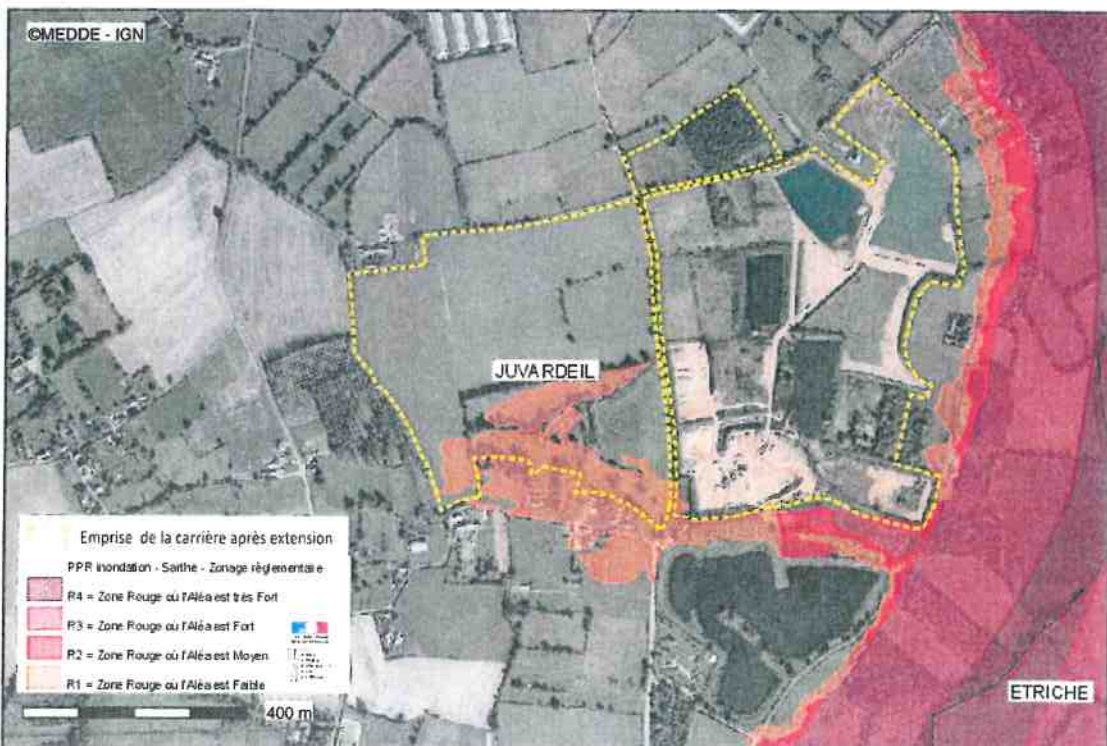 ©MEDDE - IGN
JUVARDEIL
Emprise de la carrière après extension
PPR inondation - Sarthe - Zonage règlementaire
R4 = Zone Rouge où l'Aléa est très Fort
R3 = Zone Rouge où l'Aléa est Fort
R2 = Zone Rouge où l'Aléa est Moyen
R1 = Zone Rouge où l'Aléa est Faible
400 m
ETRICHE